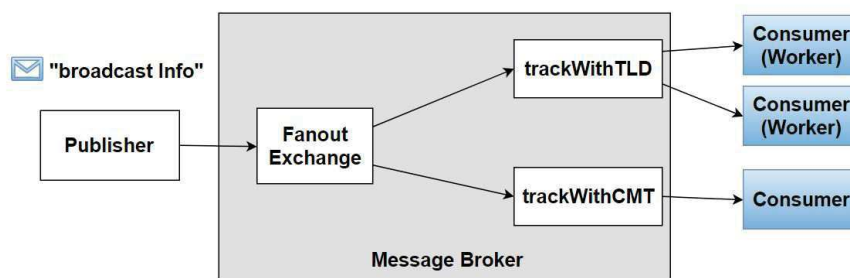 "broadcast Info"
Publisher
Fanout
Exchange
trackWithTLD
trackWithCMT
Message Broker
Consumer
(Worker)
Consumer
(Worker)
Consumer